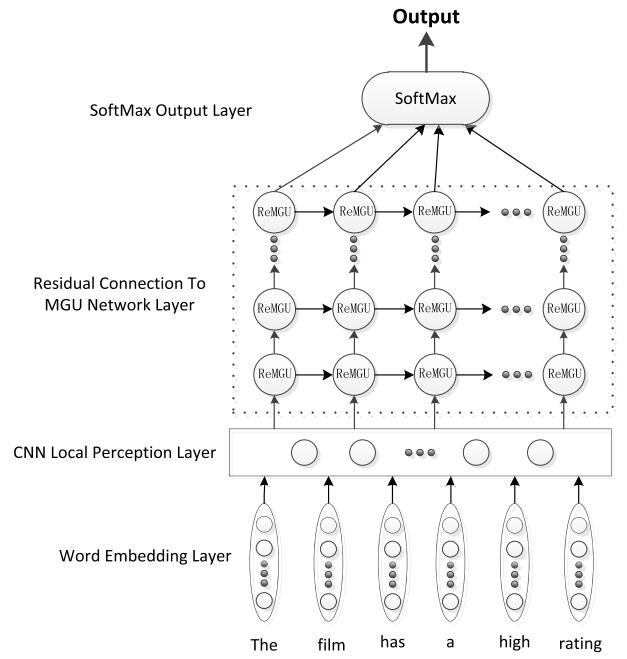 Output
SoftMax Output Layer
SoftMax
ReMGU ReMGU ReMGU ReMGU
Residual Connection To
MGU Network Layer
ReMGU ReMGU ReMGU ReMGU
ReMGU ReMGU ReMGU ReMGU
CNN Local Perception Layer
Word Embedding Layer
The film has a high rating